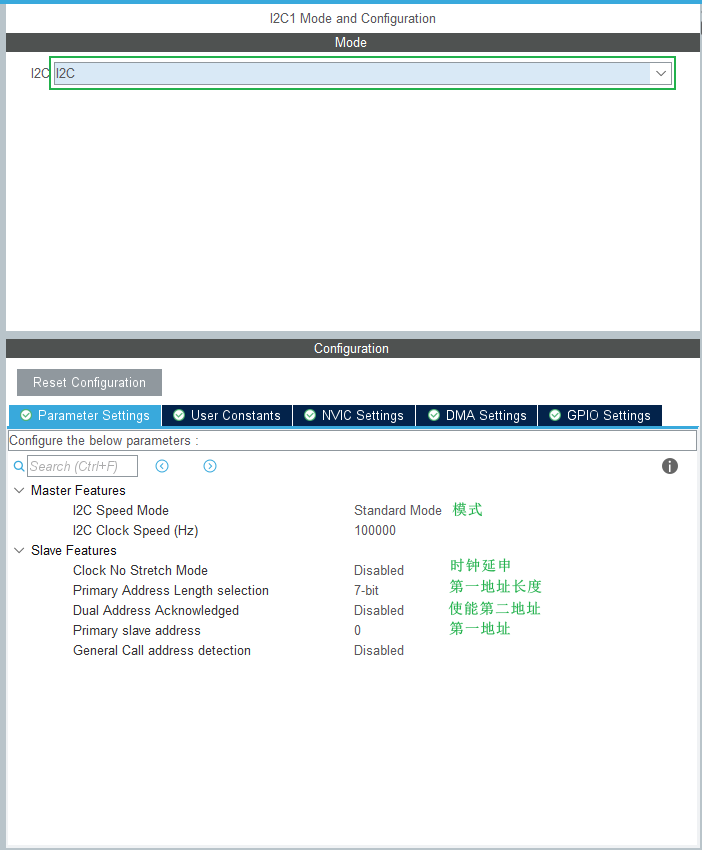 I2C1 Mode and Configuration
Mode
I2C I2C
Configuration
Reset Configuration
Parameter Settings User Constants NVIC Settings DMA Settings GPIO Settings
Configure the below parameters :
Search (Ctrl+F)
Master Features
I2C Speed Mode Standard Mode 模式
I2C Clock Speed (Hz) 100000
Slave Features
Clock No Stretch Mode Disabled 时钟延申
Primary Address Length selection 7-bit 第一地址长度
Dual Address Acknowledged Disabled 使能第二地址
Primary slave address 0 第一地址
General Call address detection Disabled